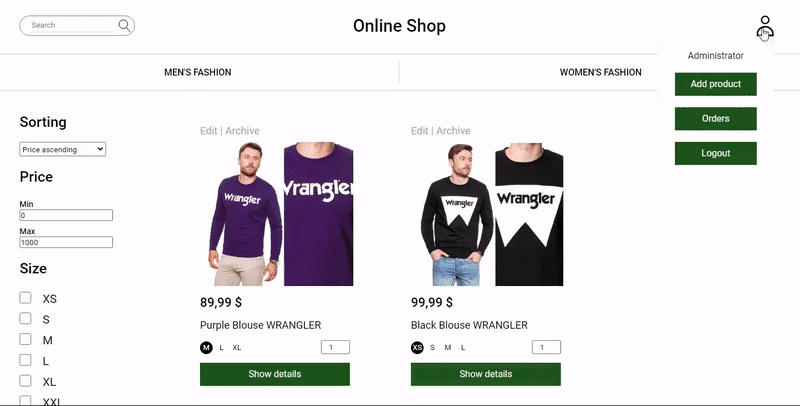 Search
Online Shop
Administrator
Add product
Orders
Logout
MEN'S FASHION
WOMEN'S FASHION
Sorting
Price ascending
Price
Min
0
Max
1000
Size
XS
S
M
L
XL
XXL
Edit | Archive
Wrangler
Wrangler
89,99 $
Purple Blouse WRANGLER
M L XL 1
Show details
Edit | Archive
Wrangler
Wrangler
99,99 $
Black Blouse WRANGLER
XS S M L 1
Show details